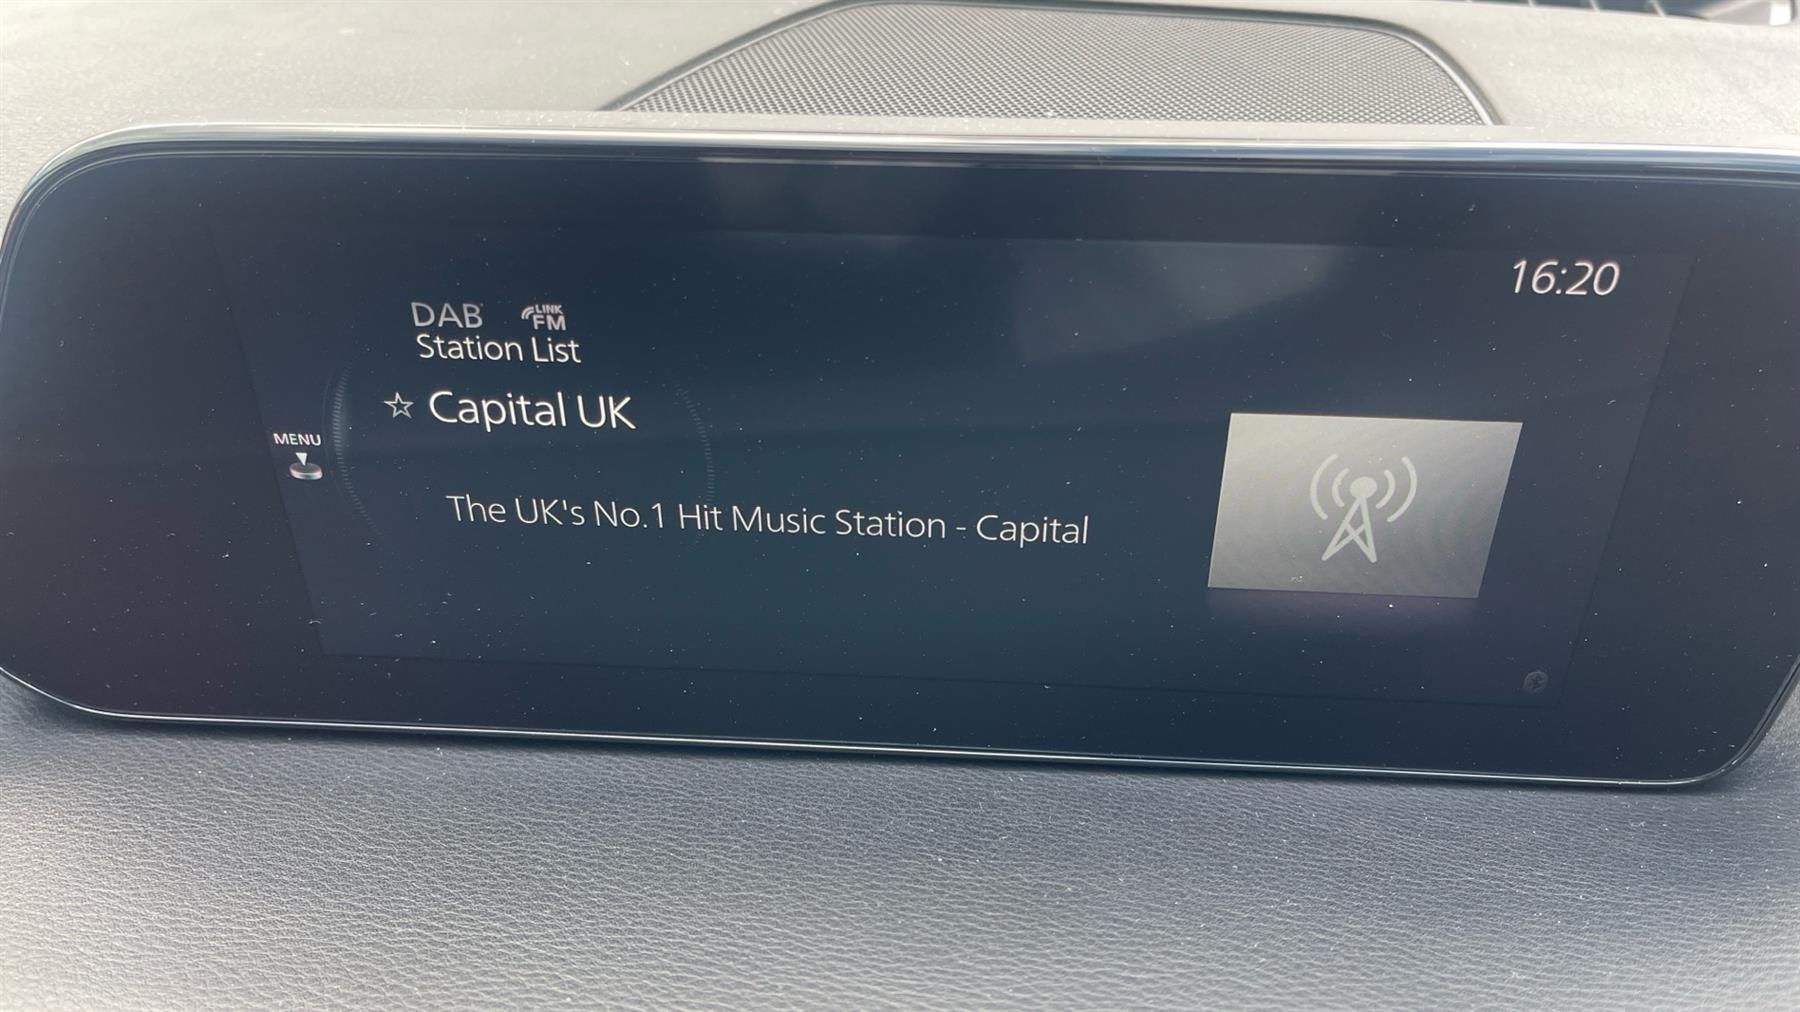 16:20
DAB
LINK
FM
Station List
☆ Capital UK
MENU
The UK's No.1 Hit Music Station - Capital